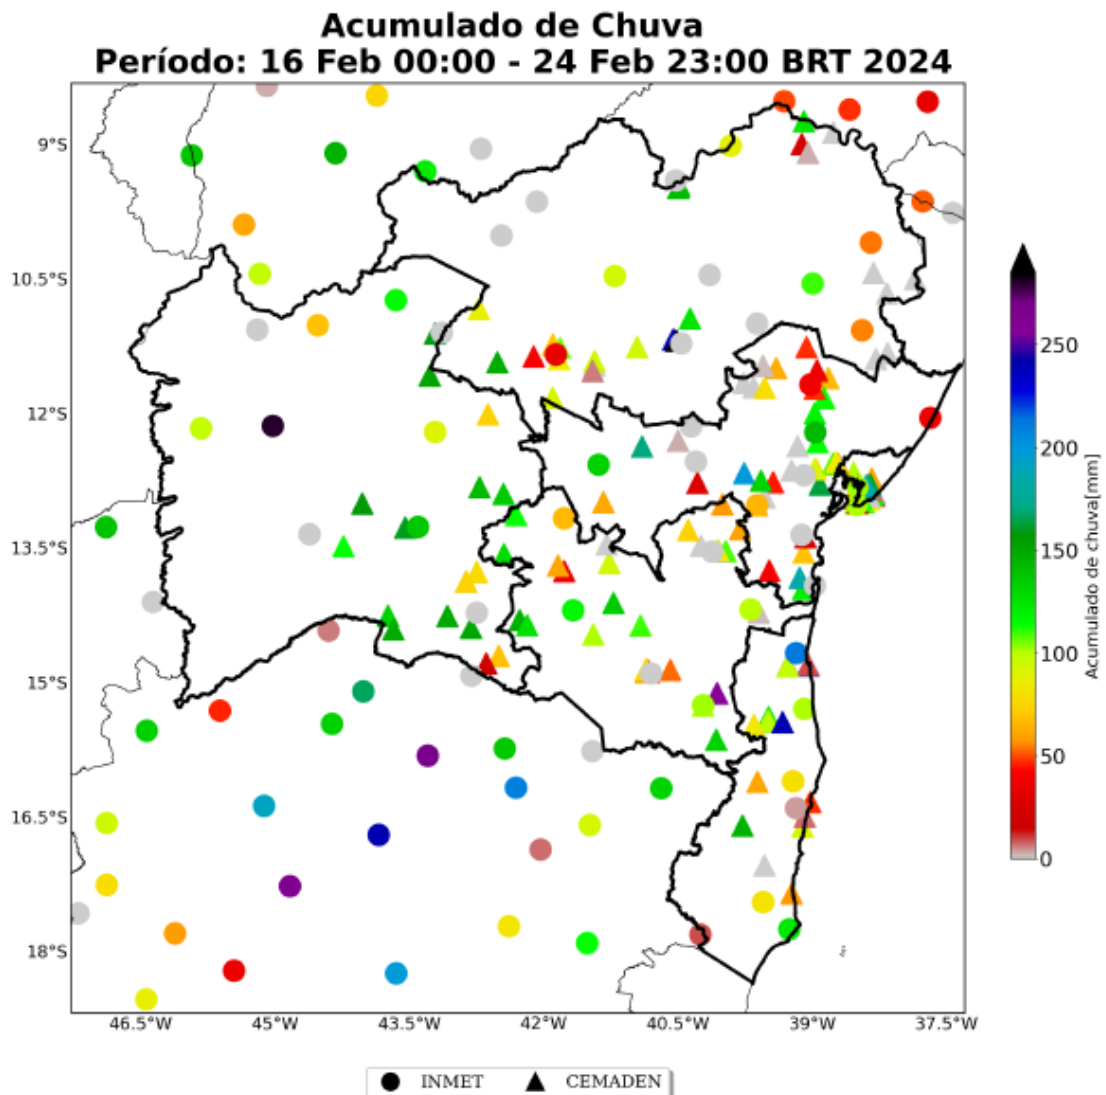 Acumulado de Chuva
Período: 16 Feb 00:00 - 24 Feb 23:00 BRT 2024
9°S
10.5°S
12°S
13.5°S
15°S
16.5°S
18°S
46.5°W
45°W
43.5°W
42°W
40.5°W
39°W
37.5°W
250
200
150
100
50
0
Acumulado de chuva[mm]
INMET
CEMADEN